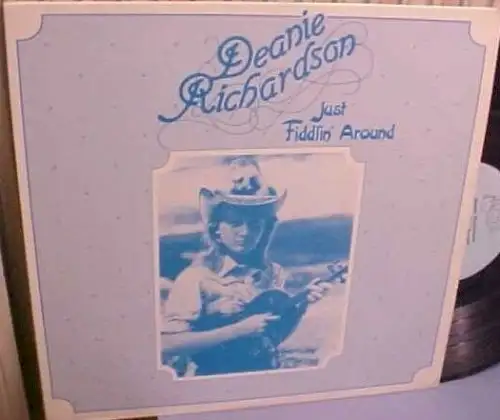 Deanie
Richardson
Just
Fiddlin' Around